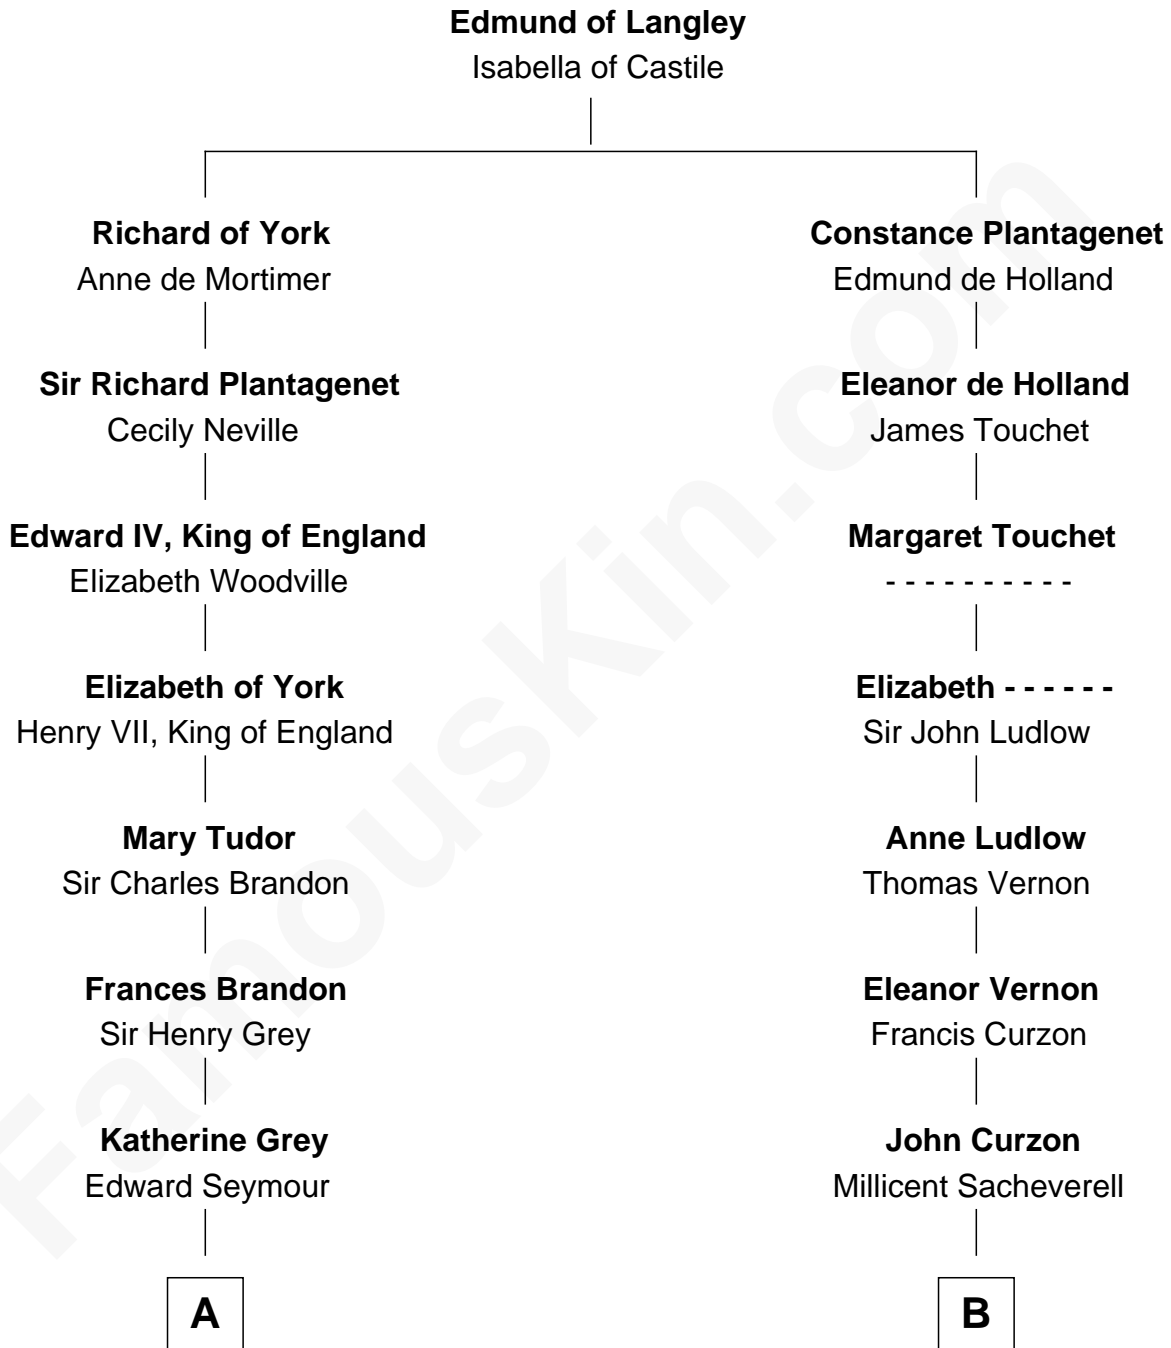 Edmund of Langley
Isabella of Castile
Richard of York
Anne de Mortimer
Constance Plantagenet
Edmund de Holland
Sir Richard Plantagenet
Cecily Neville
Eleanor de Holland
James Touchet
Edward IV, King of England
Elizabeth Woodville
Margaret Touchet
- - - - - - - - - -
Elizabeth of York
Henry VII, King of England
Elizabeth - - - - - -
Sir John Ludlow
Mary Tudor
Sir Charles Brandon
Anne Ludlow
Thomas Vernon
Frances Brandon
Sir Henry Grey
Eleanor Vernon
Francis Curzon
Katherine Grey
Edward Seymour
John Curzon
Millicent Sacheverell
A
B
FamousKin.com